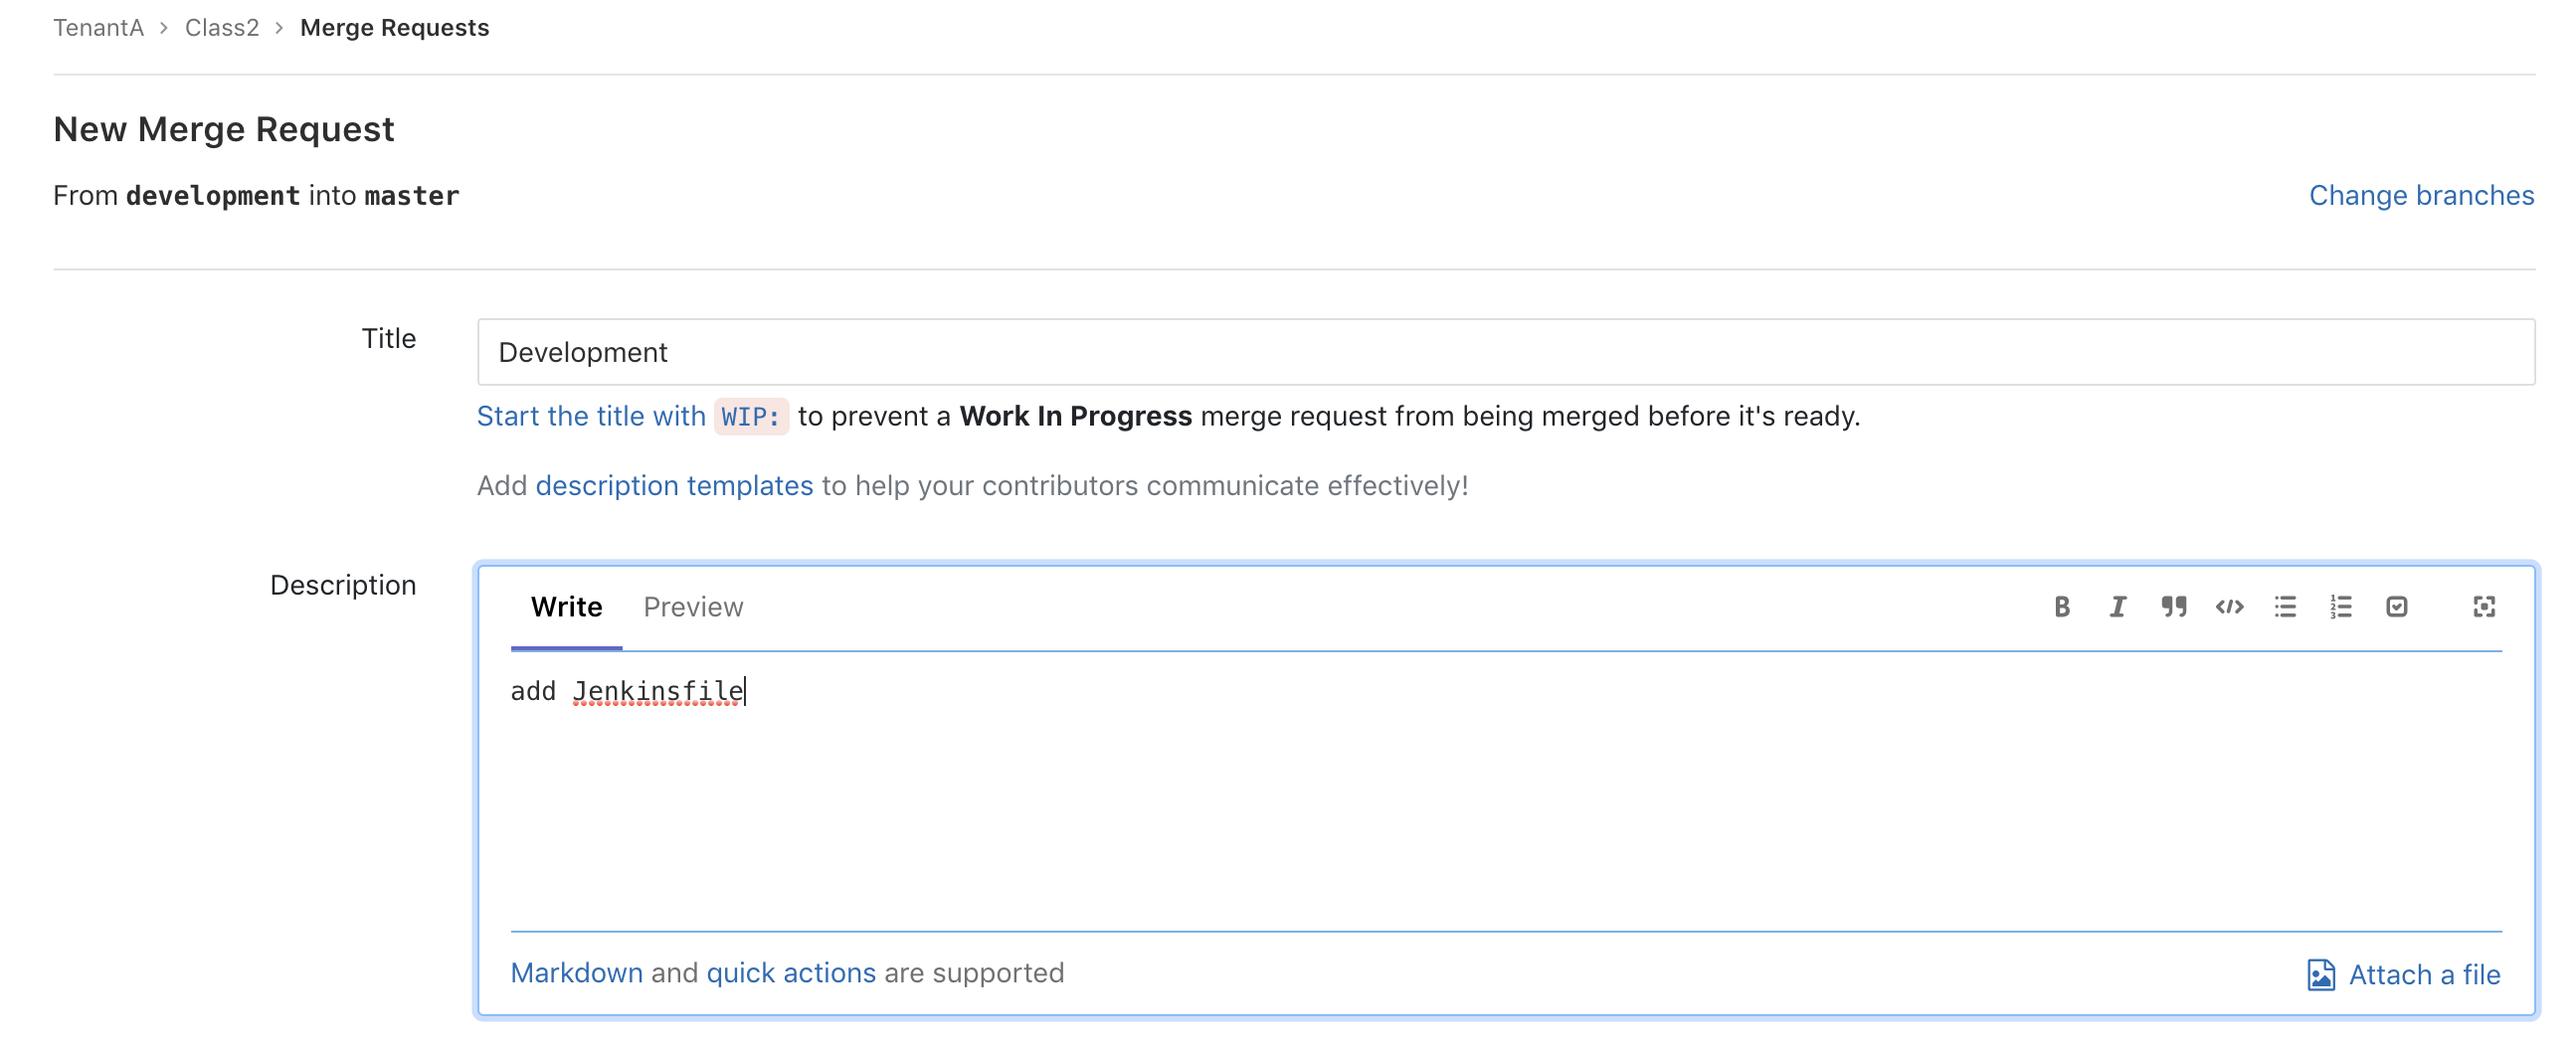 TenantA > Class2 > Merge Requests
New Merge Request
From development into master
Change branches
Title
Development
Start the title with WIP: to prevent a Work In Progress merge request from being merged before it's ready.
Add description templates to help your contributors communicate effectively!
Description
Write Preview
add Jenkinsfile
Markdown and quick actions are supported
Attach a file